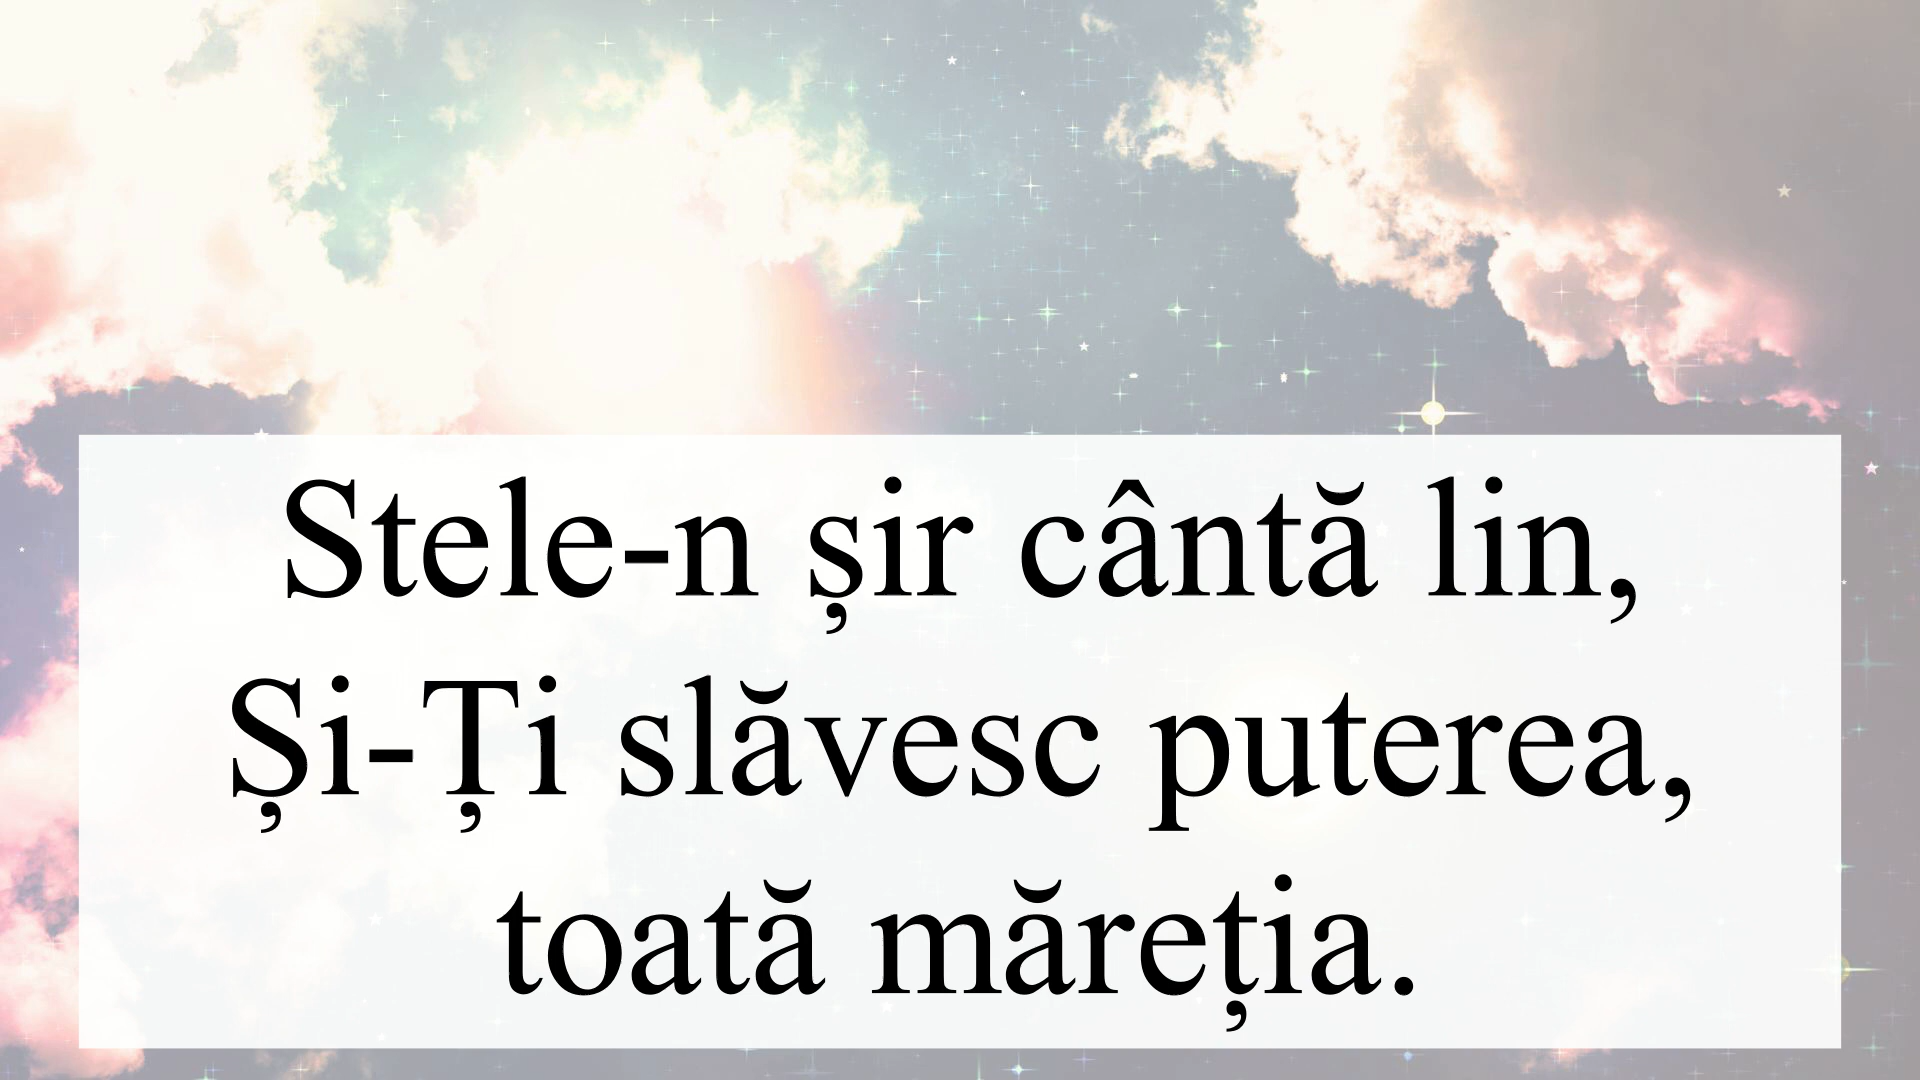 Stele-n șir cântă lin,
Și-Ți slăvesc puterea,
toată măreția.